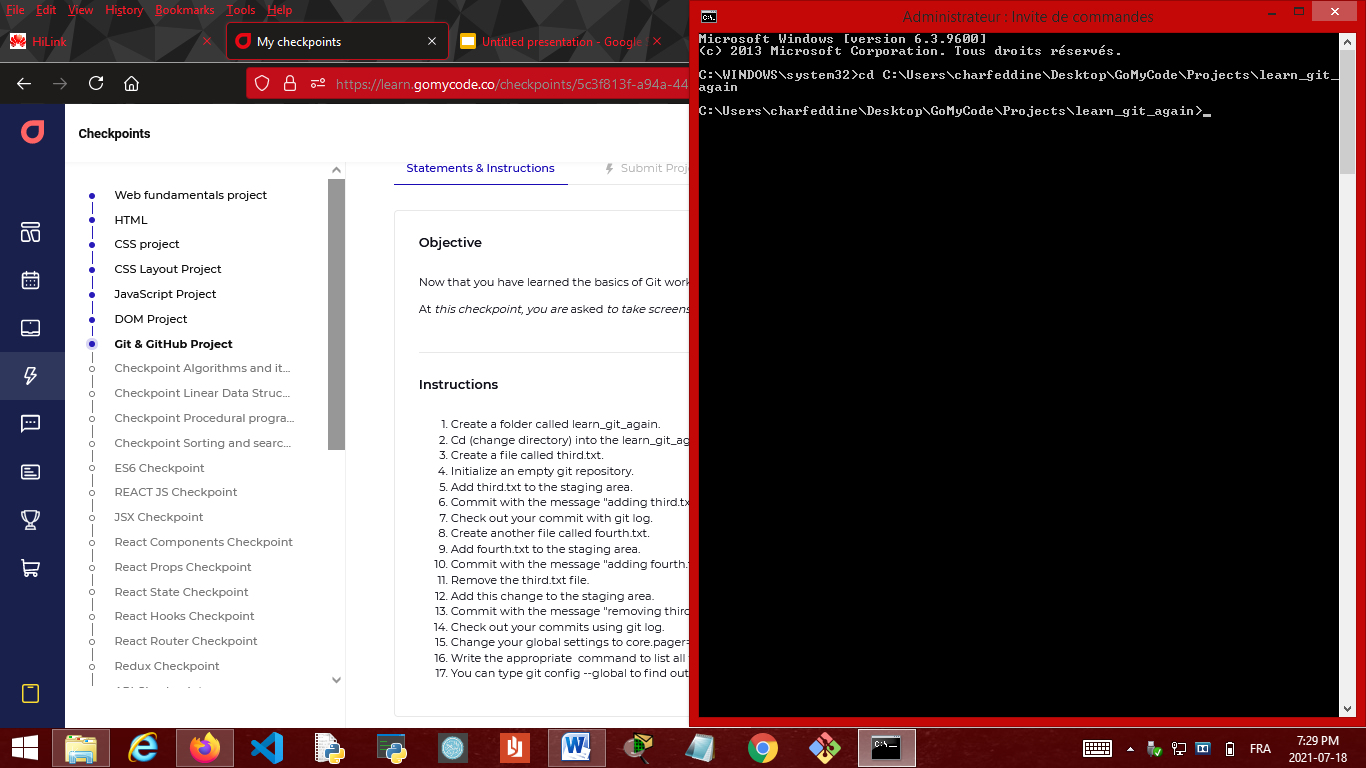 File Edit View History Bookmarks Tools Help
HiLink
My checkpoints
Untitled presentation - Google
https://learn.gomycode.co/checkpoints/5c3f813f-a94a-44
Checkpoints
Web fundamentals project
HTML
CSS project
CSS Layout Project
JavaScript Project
DOM Project
Git & GitHub Project
Checkpoint Algorithms and it...
Checkpoint Linear Data Struc...
Checkpoint Procedural progra...
Checkpoint Sorting and searc...
ES6 Checkpoint
REACT JS Checkpoint
JSX Checkpoint
React Components Checkpoint
React Props Checkpoint
React State Checkpoint
React Hooks Checkpoint
React Router Checkpoint
Redux Checkpoint
Statements & Instructions
Submit Proj
Objective
Now that you have learned the basics of Git work
At this checkpoint, you are asked to take screens
Instructions
1. Create a folder called learn_git_again.
2. Cd (change directory) into the learn_git_ag
3. Create a file called third.txt.
4. Initialize an empty git repository.
5. Add third.txt to the staging area.
6. Commit with the message "adding third.tx
7. Check out your commit with git log.
8. Create another file called fourth.txt.
9. Add fourth.txt to the staging area.
10. Commit with the message "adding fourth.
11. Remove the third.txt file.
12. Add this change to the staging area.
13. Commit with the message "removing third
14. Check out your commits using git log.
15. Change your global settings to core.pager=
16. Write the appropriate command to list all
17. You can type git config --global to find out
Administrateur : Invite de commandes
Microsoft Windows [version 6.3.9600]
(c) 2013 Microsoft Corporation. Tous droits réservés.
C:\WINDOWS\system32>cd C:\Users\charfeddine\Desktop\GoMyCode\Projects\learn_git_
again
C:\Users\charfeddine\Desktop\GoMyCode\Projects\learn_git_again>_
FRA
7:29 PM
2021-07-18